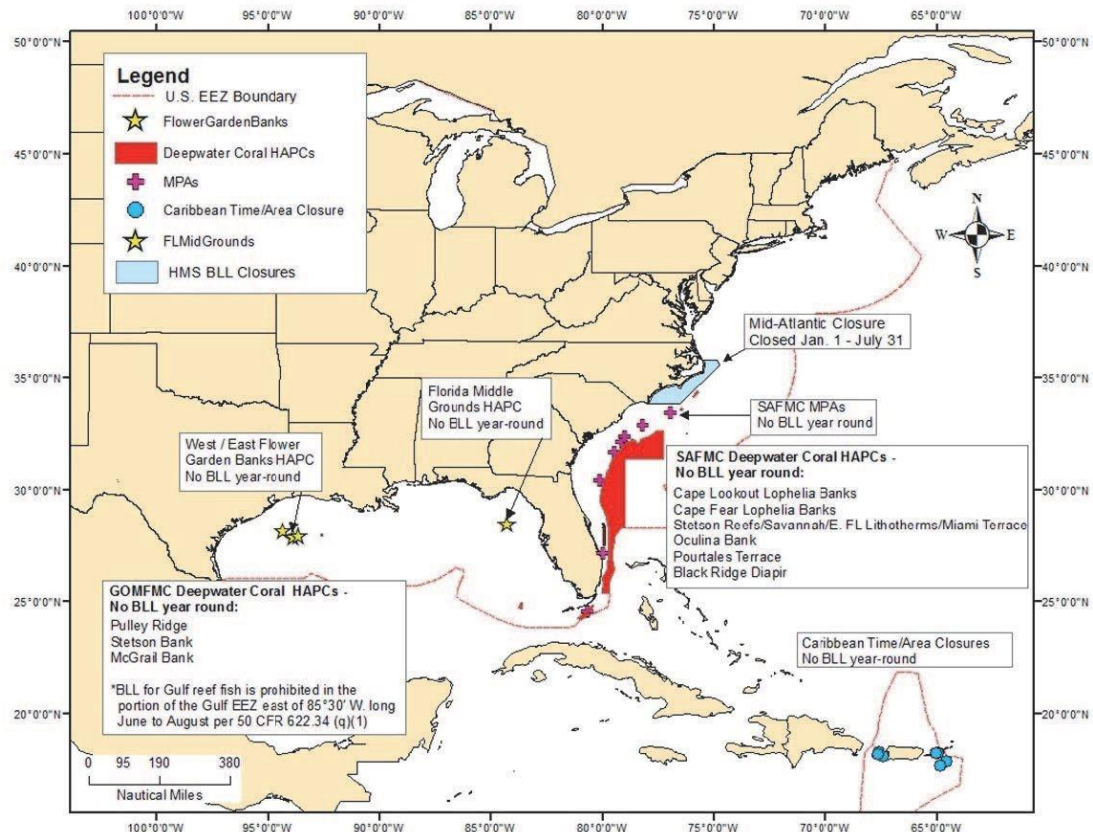 100°0'0"W 95°0'0"W 90°0'0"W 85°0'0"W 80°0'0"W 75°0'0"W 70°0'0"W 65°0'0"W
50°0'0"N 50°0'0"N
Legend
U.S. EEZ Boundary
FlowerGardenBanks
Deepwater Coral HAPCs
MPAs
Caribbean Time/Area Closure
FLMidGrounds
HMS BLL Closures
45°0'0"N 45°0'0"N
N
W E
S
40°0'0"N 40°0'0"N
Mid-Atlantic Closure
Closed Jan. 1 - July 31
35°0'0"N 35°0'0"N
Florida Middle
Grounds HAPC
No BLL year-round
SAFMC MPAs
No BLL year round
West / East Flower
Garden Banks HAPC
No BLL year-round
SAFMC Deepwater Coral HAPCs -
No BLL year round:
Cape Lookout Lophelia Banks
Cape Fear Lophelia Banks
Stetson Reefs/Savannah/E. FL Lithotherms/Miami Terrace
Oculina Bank
Pourtales Terrace
Black Ridge Diapir
30°0'0"N 30°0'0"N
25°0'0"N 25°0'0"N
GOMFMC Deepwater Coral HAPCs -
No BLL year round:
Pulley Ridge
Stetson Bank
McGrail Bank
*BLL for Gulf reef fish is prohibited in the
portion of the Gulf EEZ east of 85°30' W. long
June to August per 50 CFR 622.34 (q)(1)
Caribbean Time/Area Closures
No BLL year-round
20°0'0"N 20°0'0"N
0 95 190 380
Nautical Miles
100°0'0"W 95°0'0"W 90°0'0"W 85°0'0"W 80°0'0"W 75°0'0"W 70°0'0"W 65°0'0"W